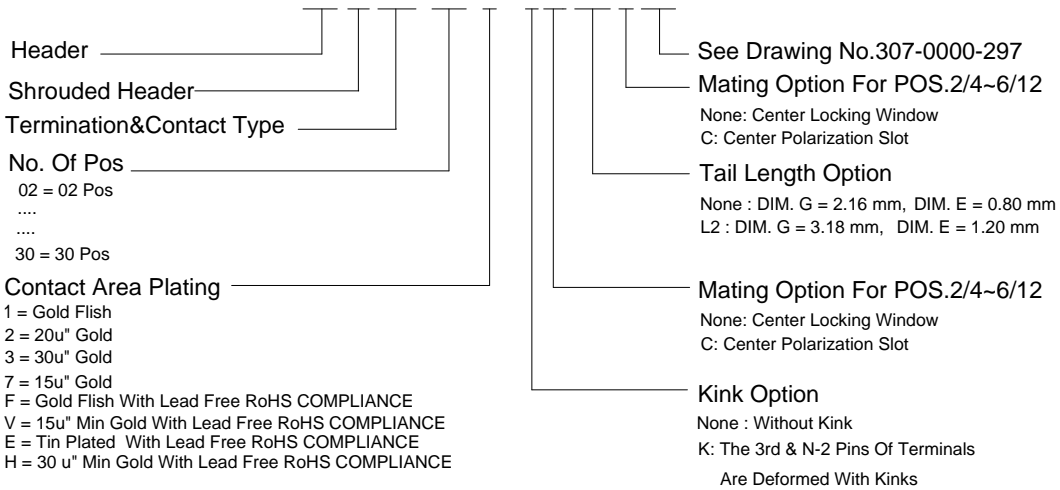 Header
Shrouded Header
Termination&Contact Type
No. Of Pos
02 = 02 Pos
....
....
30 = 30 Pos
Contact Area Plating
1 = Gold Flish
2 = 20u" Gold
3 = 30u" Gold
7 = 15u" Gold
F = Gold Flish With Lead Free RoHS COMPLIANCE
V = 15u" Min Gold With Lead Free RoHS COMPLIANCE
E = Tin Plated With Lead Free RoHS COMPLIANCE
H = 30 u" Min Gold With Lead Free RoHS COMPLIANCE
See Drawing No.307-0000-297
Mating Option For POS.2/4~6/12
None: Center Locking Window
C: Center Polarization Slot
Tail Length Option
None : DIM. G = 2.16 mm, DIM. E = 0.80 mm
L2 : DIM. G = 3.18 mm, DIM. E = 1.20 mm
Mating Option For POS.2/4~6/12
None: Center Locking Window
C: Center Polarization Slot
Kink Option
None : Without Kink
K: The 3rd & N-2 Pins Of Terminals
Are Deformed With Kinks